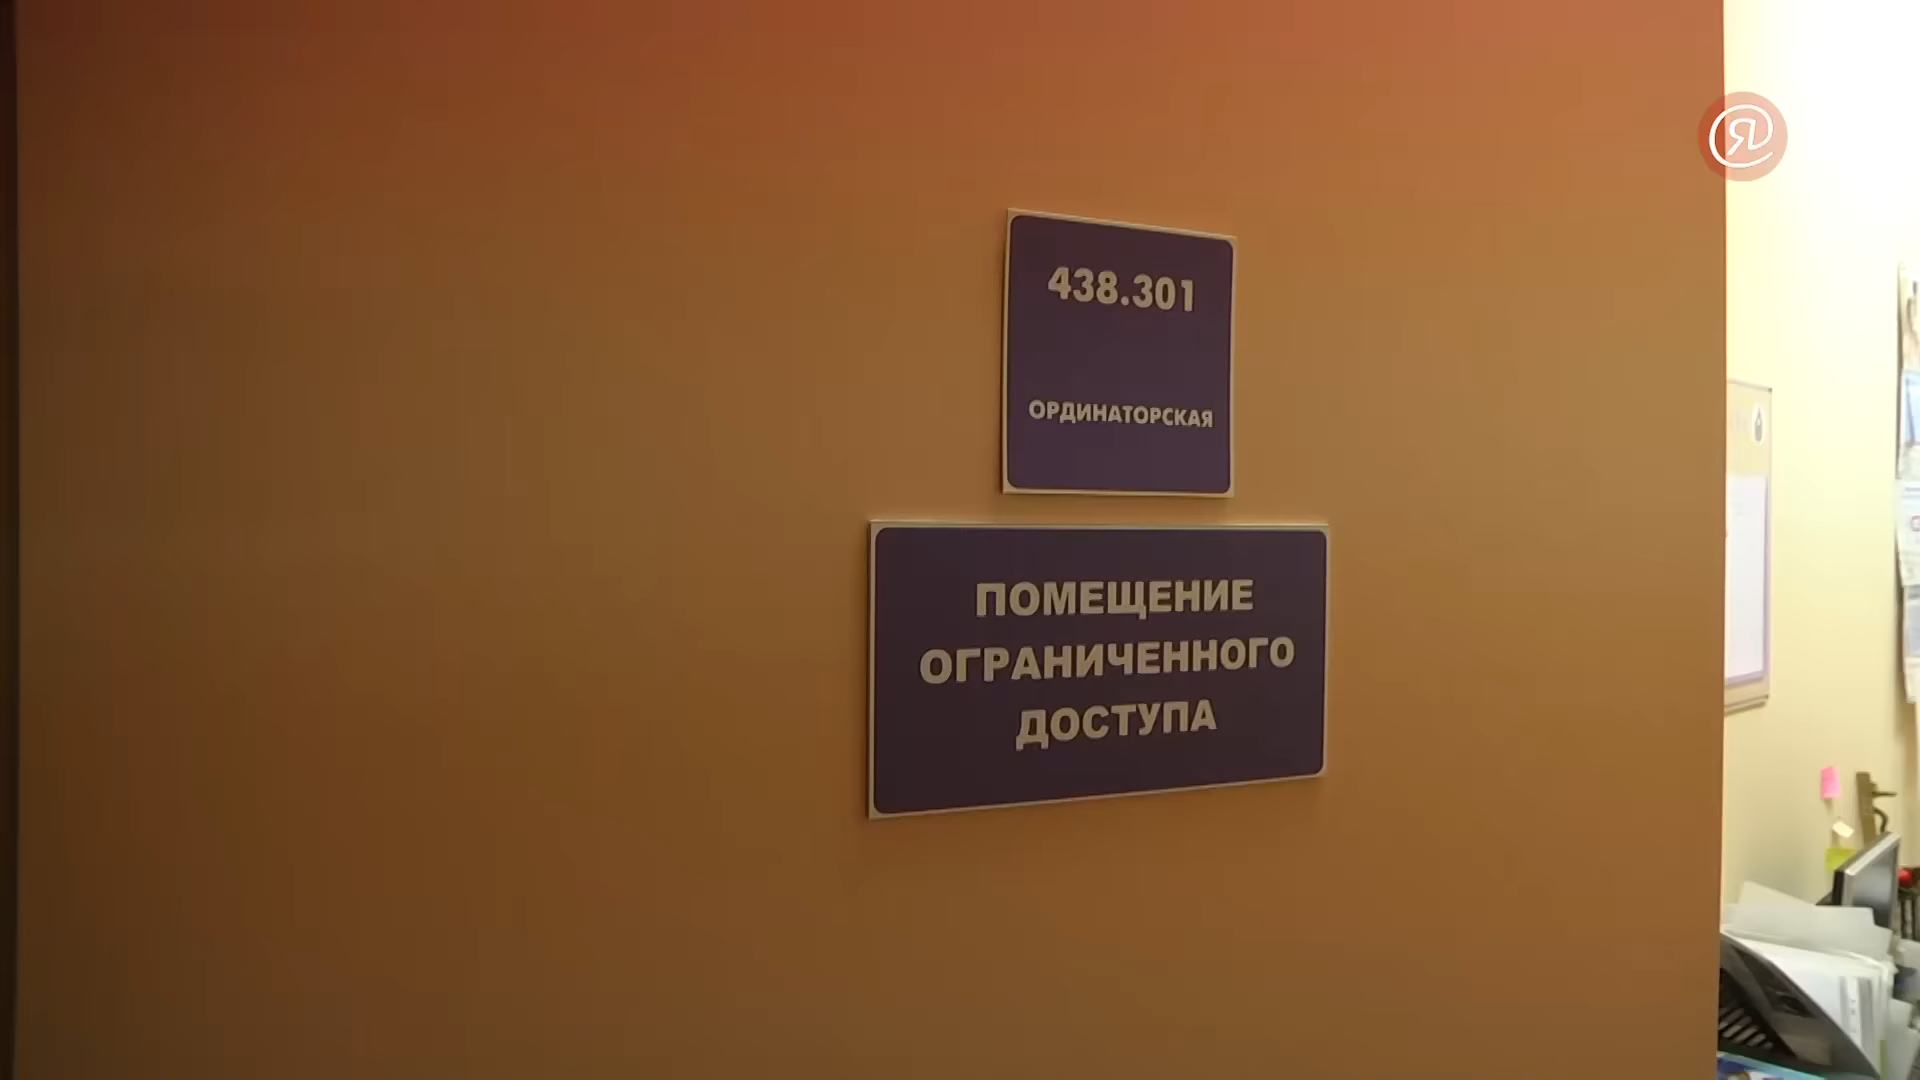 438.301
ОРДИНАТОРСКАЯ
ПОМЕЩЕНИЕ
ОГРАНИЧЕННОГО
ДОСТУПА
Я